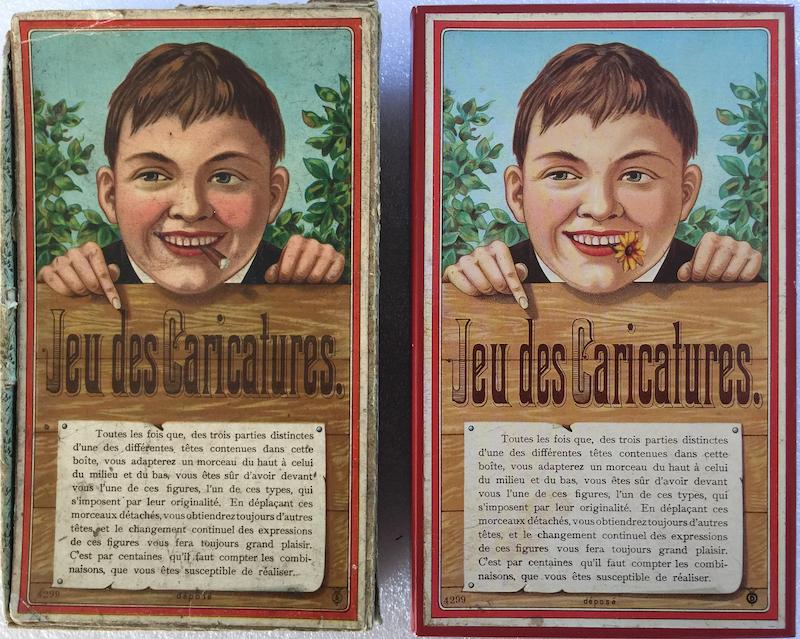 Jeu des Caricatures.
Toutes les fois que, des trois parties distinctes
d'une des différentes têtes contenues dans cette
boîte, vous adapterez un morceau du haut à celui
du milieu et du bas, vous êtes sûr d'avoir devant
vous l'une de ces figures, l'un de ces types, qui
s'imposent par leur originalité. En déplaçant ces
morceaux détachés, vous obtiendrez toujours d'autres
têtes, et le changement continuel des expressions
de ces figures vous fera toujours grand plaisir.
C'est par centaines qu'il faut compter les combi-
naisons, que vous êtes susceptible de réaliser.
4299
déposé
Jeu des Caricatures.
Toutes les fois que, des trois parties distinctes
d'une des différentes têtes contenues dans cette
boîte, vous adapterez un morceau du haut à celui
du milieu et du bas, vous êtes sûr d'avoir devant
vous l'une de ces figures, l'un de ces types, qui
s'imposent par leur originalité. En déplaçant ces
morceaux détachés, vous obtiendrez toujours d'autres
têtes, et le changement continuel des expressions
de ces figures vous fera toujours grand plaisir.
C'est par centaines qu'il faut compter les combi-
naisons, que vous êtes susceptible de réaliser.
4299
déposé